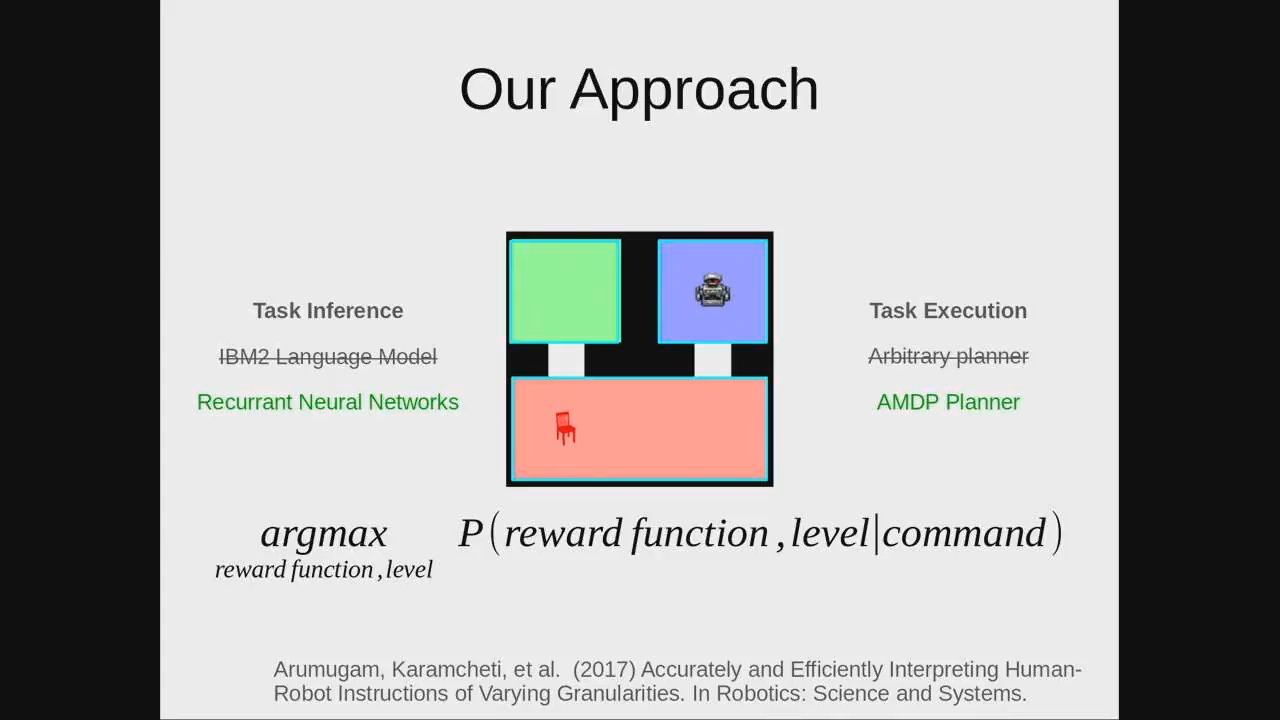 Our Approach
Task Inference
IBM2 Language Model
Recurrant Neural Networks
Task Execution
Arbitrary planner
AMDP Planner
argmax P(reward function,level|command)
reward function,level
Arumugam, Karamcheti, et al. (2017) Accurately and Efficiently Interpreting Human-
Robot Instructions of Varying Granularities. In Robotics: Science and Systems.